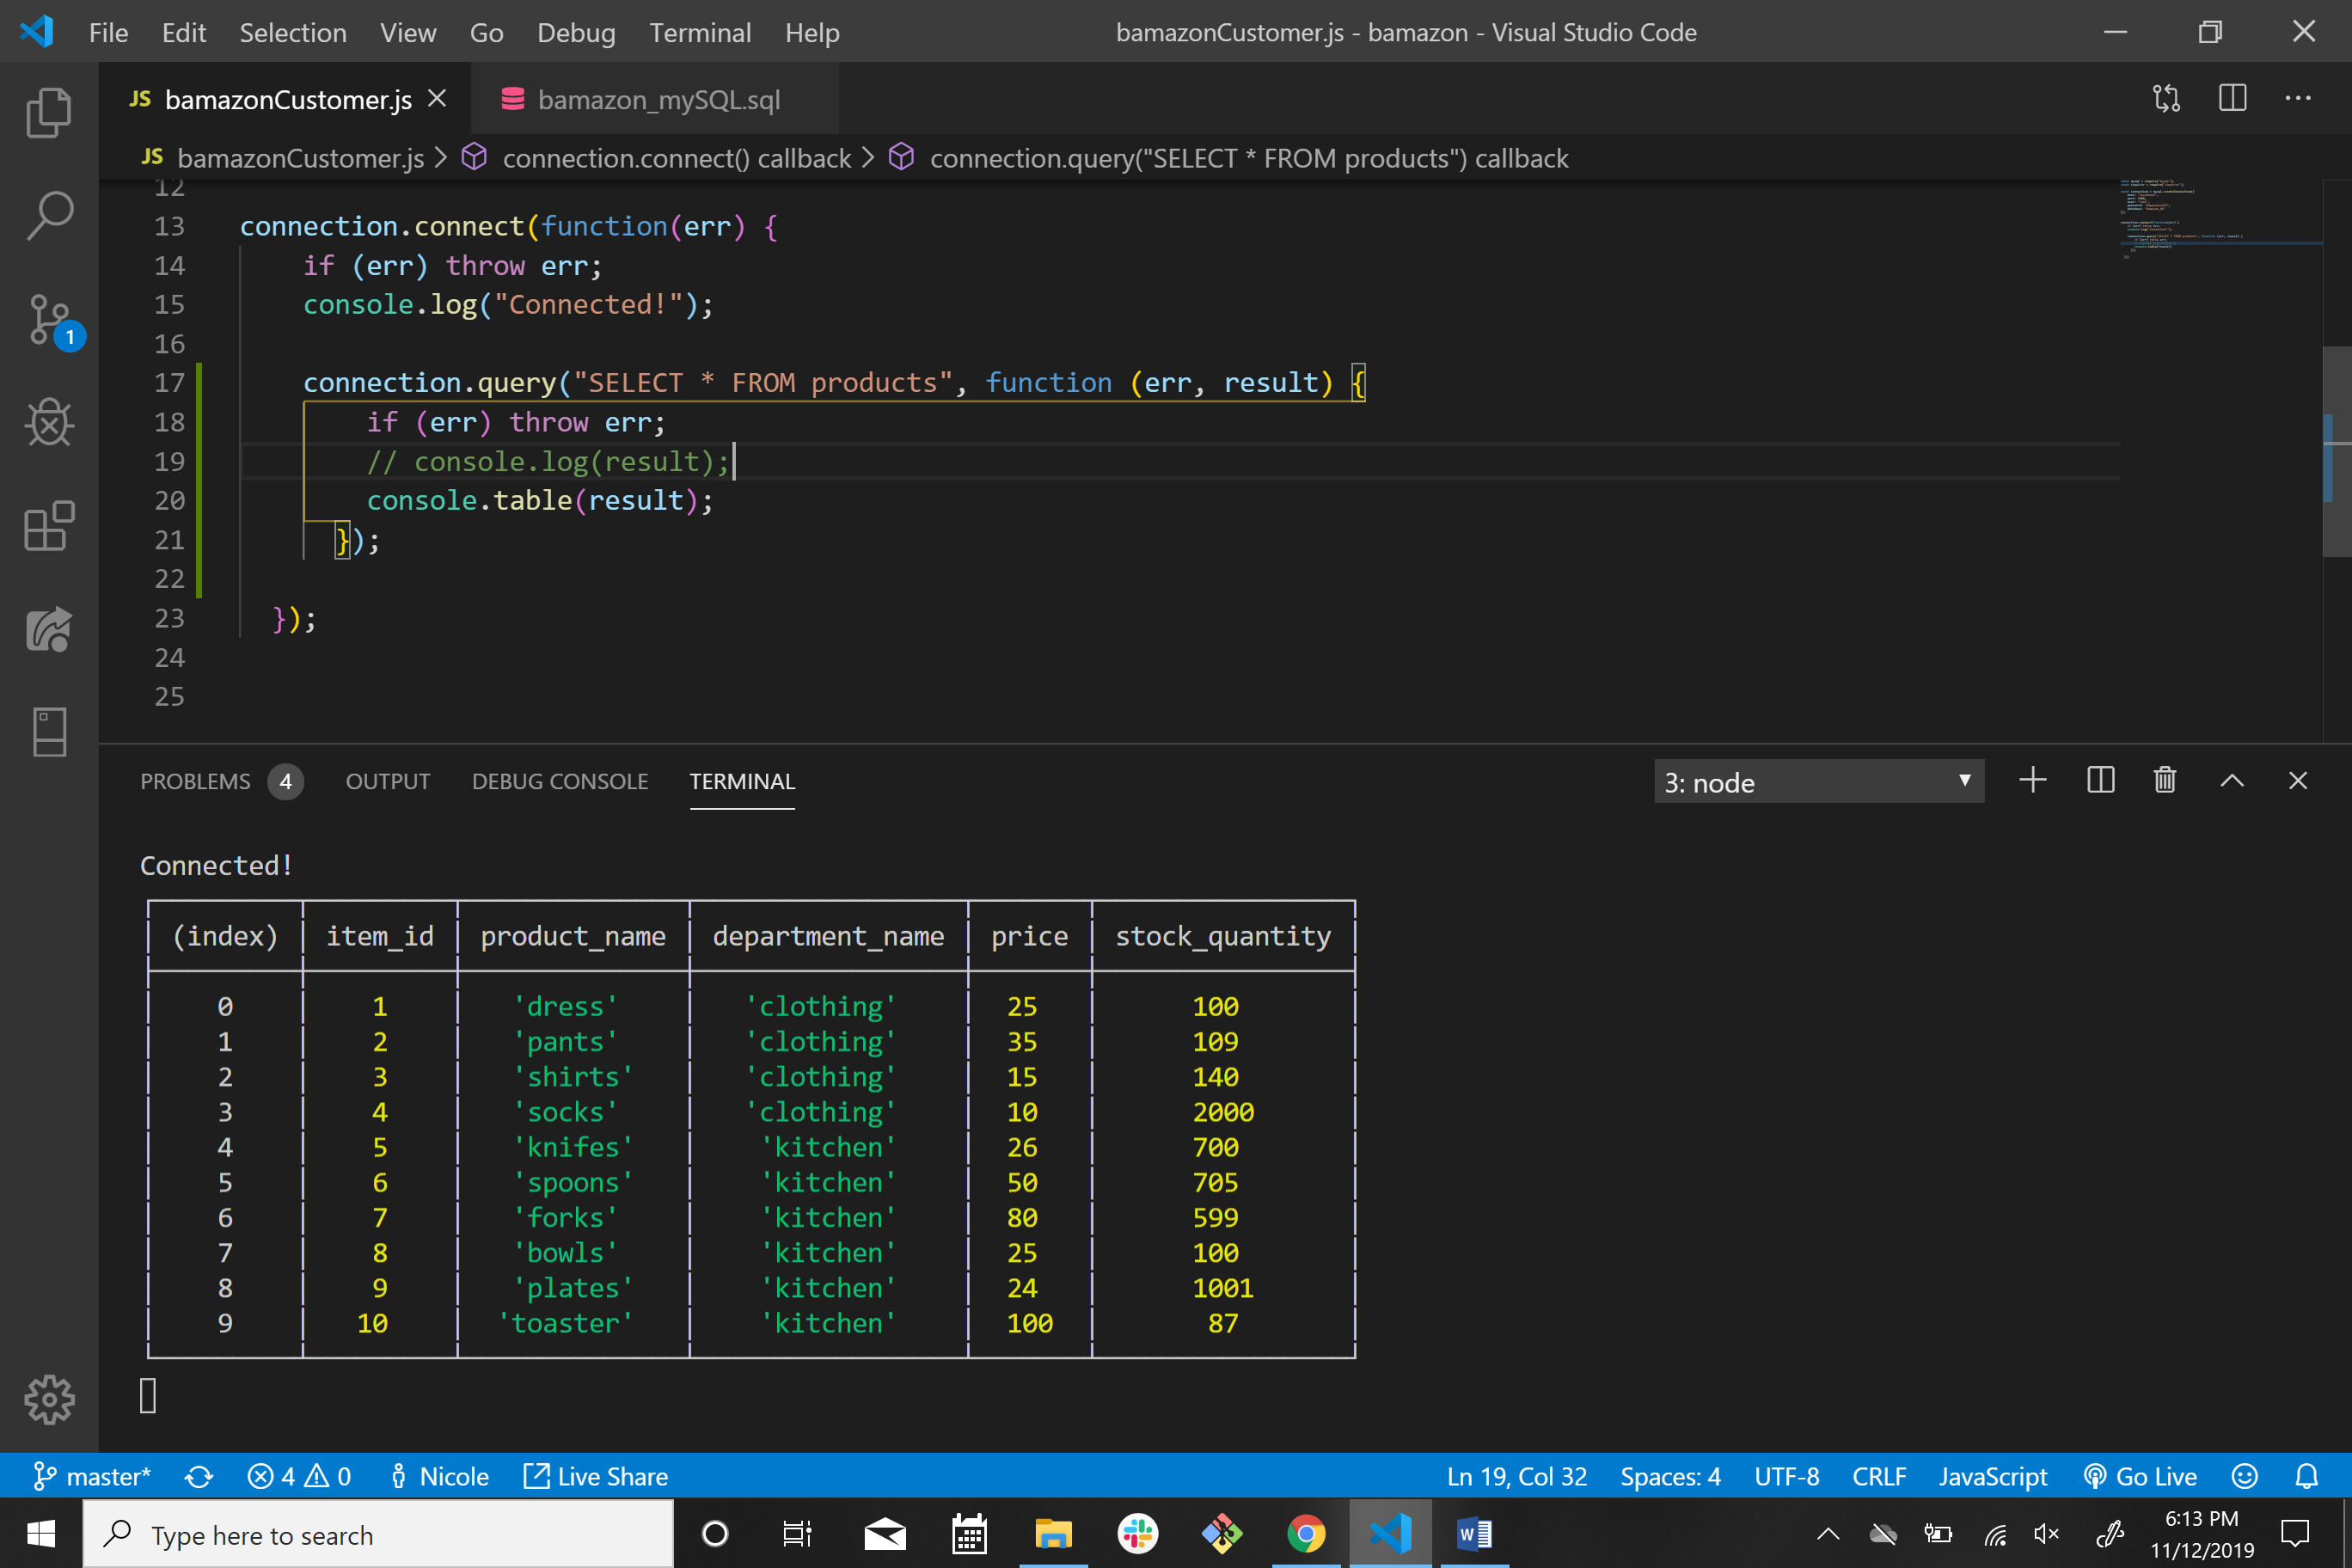 File Edit Selection View Go Debug Terminal Help bamazonCustomer.js - bamazon - Visual Studio Code
JS bamazonCustomer.js bamazon_mySQL.sql
JS bamazonCustomer.js > connection.connect() callback > connection.query("SELECT * FROM products") callback
12
13 connection.connect(function(err) {
14 if (err) throw err;
15 console.log("Connected!");
16
17 connection.query("SELECT * FROM products", function (err, result) {
18 if (err) throw err;
19 // console.log(result);
20 console.table(result);
21 });
22
23 });
24
25
1
PROBLEMS 4 OUTPUT DEBUG CONSOLE TERMINAL 3: node
Connected!
(index) item_id product_name department_name price stock_quantity
0 1 'dress' 'clothing' 25 100
1 2 'pants' 'clothing' 35 109
2 3 'shirts' 'clothing' 15 140
3 4 'socks' 'clothing' 10 2000
4 5 'knifes' 'kitchen' 26 700
5 6 'spoons' 'kitchen' 50 705
6 7 'forks' 'kitchen' 80 599
7 8 'bowls' 'kitchen' 25 100
8 9 'plates' 'kitchen' 24 1001
9 10 'toaster' 'kitchen' 100 87
master* 4 0 Nicole Live Share Ln 19, Col 32 Spaces: 4 UTF-8 CRLF JavaScript Go Live
Type here to search
6:13 PM
11/12/2019